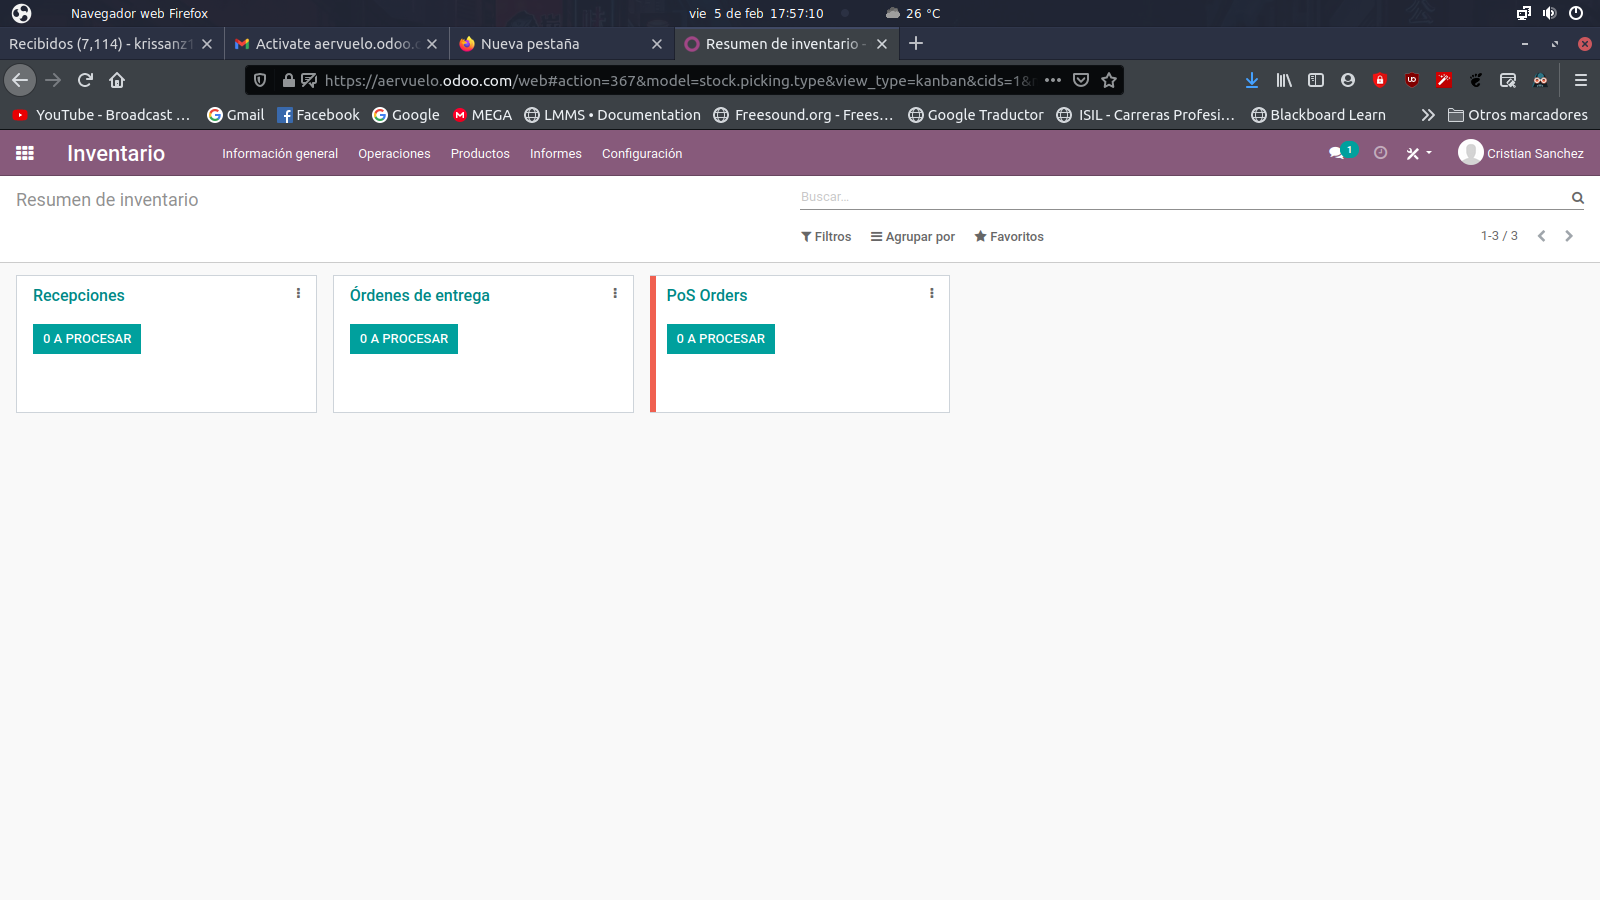 Navegador web Firefox
vie 5 de feb 17:57:10
26 °C
Recibidos (7,114) - krissanz1
Activate aervuelo.odoo.c
Nueva pestaña
Resumen de inventario -
https://aervuelo.odoo.com/web#action=367&model=stock.picking.type&view_type=kanban&cids=1&
YouTube - Broadcast ...
Gmail
Facebook
Google
MEGA
LMMS • Documentation
Freesound.org - Frees...
Google Traductor
ISIL - Carreras Profesi...
Blackboard Learn
Otros marcadores
Inventario
Información general
Operaciones
Productos
Informes
Configuración
1
Cristian Sanchez
Resumen de inventario
Buscar...
Filtros
Agrupar por
Favoritos
1-3 / 3
Recepciones
0 A PROCESAR
Órdenes de entrega
0 A PROCESAR
PoS Orders
0 A PROCESAR